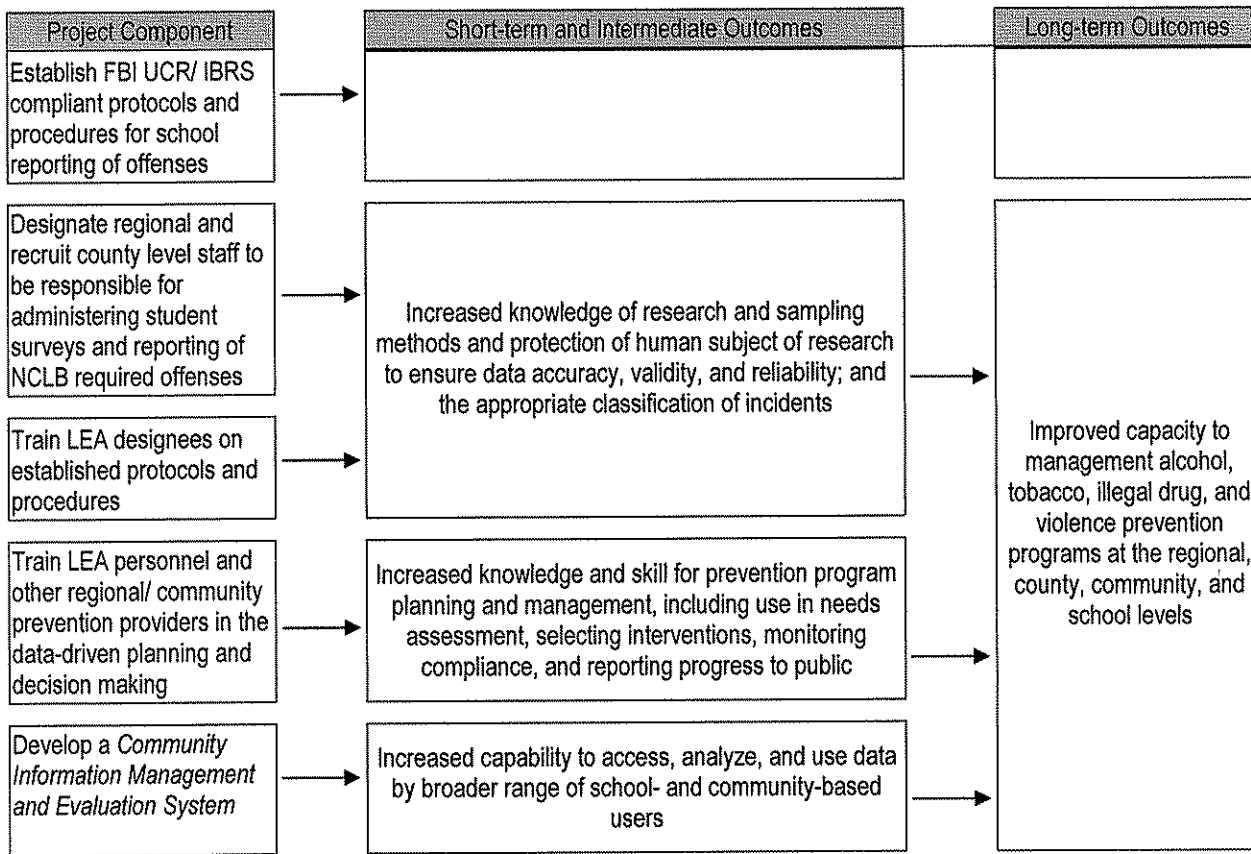 Project Component
Short-term and Intermediate Outcomes
Long-term Outcomes
Establish FBI UCR/ IBRS
compliant protocols and
procedures for school
reporting of offenses
Designate regional and
recruit county level staff to
be responsible for
administering student
surveys and reporting of
NCLB required offenses
Train LEA designees on
established protocols and
procedures
Increased knowledge of research and sampling
methods and protection of human subject of research
to ensure data accuracy, validity, and reliability; and
the appropriate classification of incidents
Train LEA personnel and
other regional/ community
prevention providers in the
data-driven planning and
decision making
Increased knowledge and skill for prevention program
planning and management, including use in needs
assessment, selecting interventions, monitoring
compliance, and reporting progress to public
Develop a Community
Information Management
and Evaluation System
Increased capability to access, analyze, and use data
by broader range of school- and community-based
users
Improved capacity to
management alcohol,
tobacco, illegal drug, and
violence prevention
programs at the regional,
county, community, and
school levels